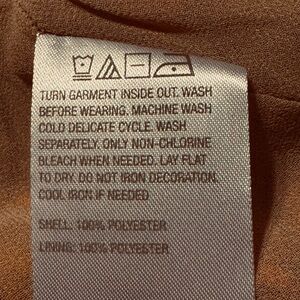 TURN GARMENT INSIDE OUT. WASH
BEFORE WEARING. MACHINE WASH
COLD DELICATE CYCLE. WASH
SEPARATELY. ONLY NON-CHLORINE
BLEACH WHEN NEEDED. LAY FLAT
TO DRY. DO NOT IRON DECORATION.
COOL IRON IF NEEDED
SHELL: 100% POLYESTER
LINING: 100% POLYESTER